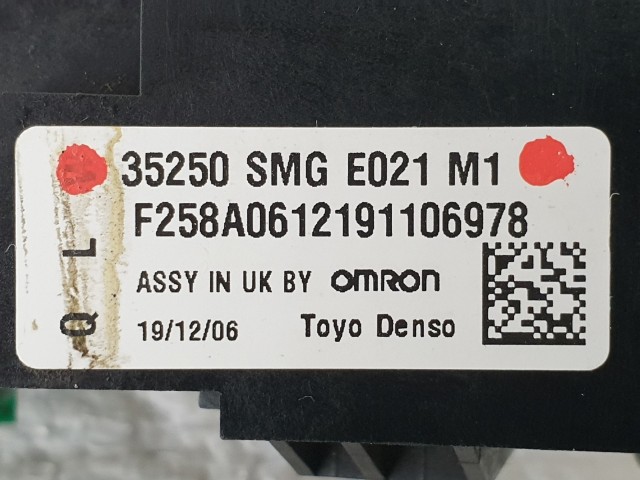 35250 SMG E021 M1
F258A0612191106978
ASSY IN UK BY OMRON
19/12/06 Toyo Denso
Q L